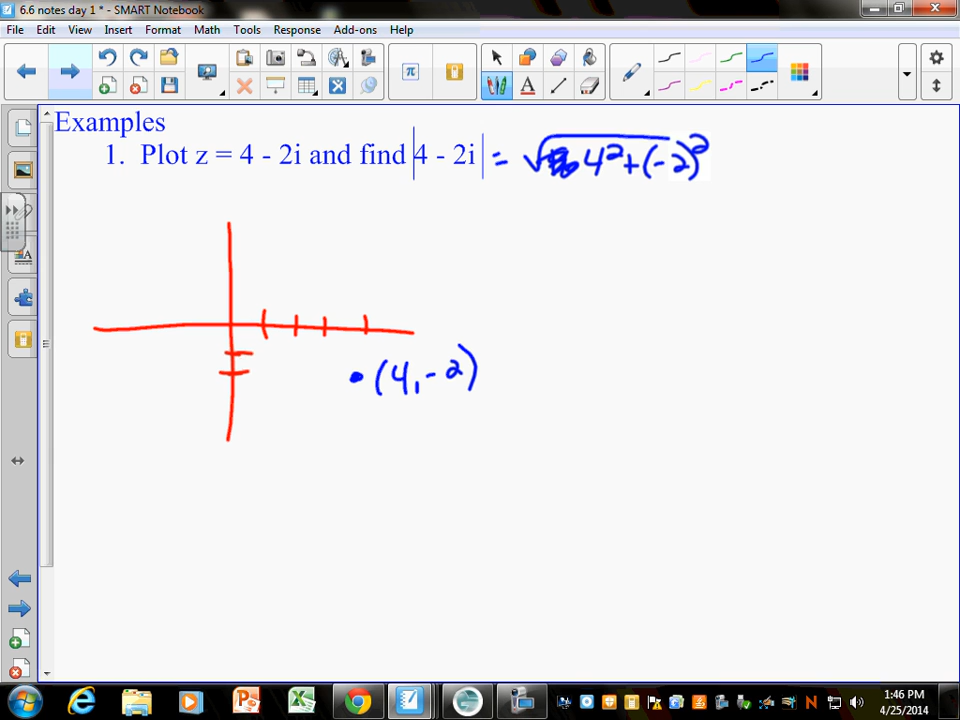 6.6 notes day 1 * - SMART Notebook
File Edit View Insert Format Math Tools Response Add-ons Help
Examples
1. Plot z = 4 - 2i and find |4 - 2i| = √4²+(-2)²
(4,-2)
1:46 PM
4/25/2014